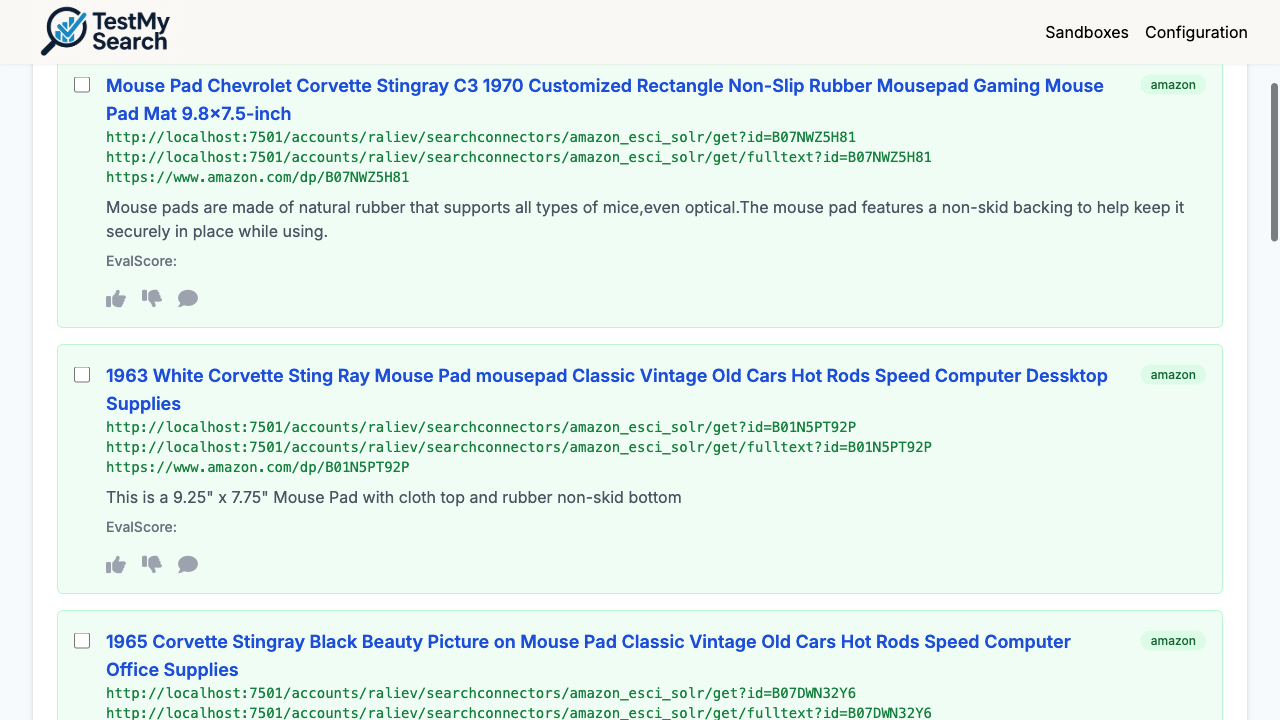 TestMy
Search
Sandboxes
Configuration
Mouse Pad Chevrolet Corvette Stingray C3 1970 Customized Rectangle Non-Slip Rubber Mousepad Gaming Mouse
Pad Mat 9.8×7.5-inch
amazon
http://localhost:7501/accounts/raliev/searchconnectors/amazon_esci_solr/get?id=B07NWZ5H81
http://localhost:7501/accounts/raliev/searchconnectors/amazon_esci_solr/get/fulltext?id=B07NWZ5H81
https://www.amazon.com/dp/B07NWZ5H81
Mouse pads are made of natural rubber that supports all types of mice,even optical.The mouse pad features a non-skid backing to help keep it
securely in place while using.
EvalScore:
1963 White Corvette Sting Ray Mouse Pad mousepad Classic Vintage Old Cars Hot Rods Speed Computer Dessktop
Supplies
amazon
http://localhost:7501/accounts/raliev/searchconnectors/amazon_esci_solr/get?id=B01N5PT92P
http://localhost:7501/accounts/raliev/searchconnectors/amazon_esci_solr/get/fulltext?id=B01N5PT92P
https://www.amazon.com/dp/B01N5PT92P
This is a 9.25" x 7.75" Mouse Pad with cloth top and rubber non-skid bottom
EvalScore:
1965 Corvette Stingray Black Beauty Picture on Mouse Pad Classic Vintage Old Cars Hot Rods Speed Computer
Office Supplies
amazon
http://localhost:7501/accounts/raliev/searchconnectors/amazon_esci_solr/get?id=B07DWN32Y6
http://localhost:7501/accounts/raliev/searchconnectors/amazon_esci_solr/get/fulltext?id=B07DWN32Y6